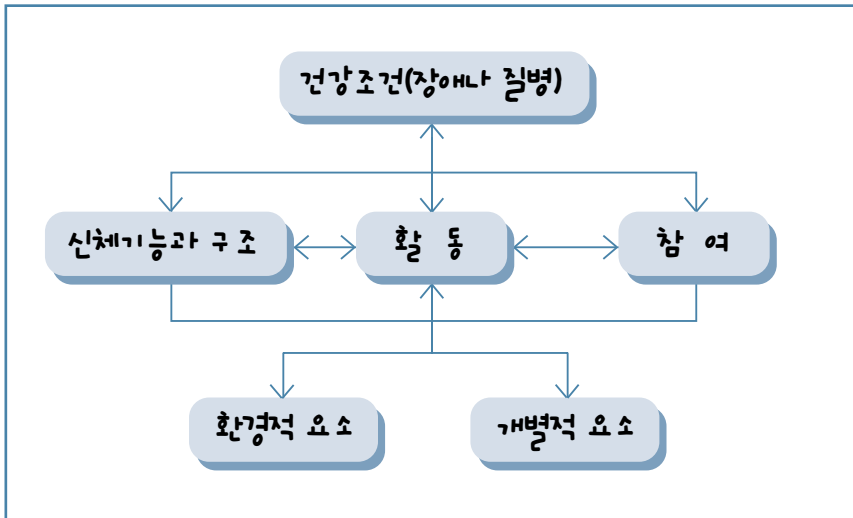 건강조건(장애나 질병)
신체기능과 구조
활 동
참 여
환경적 요소
개별적 요소